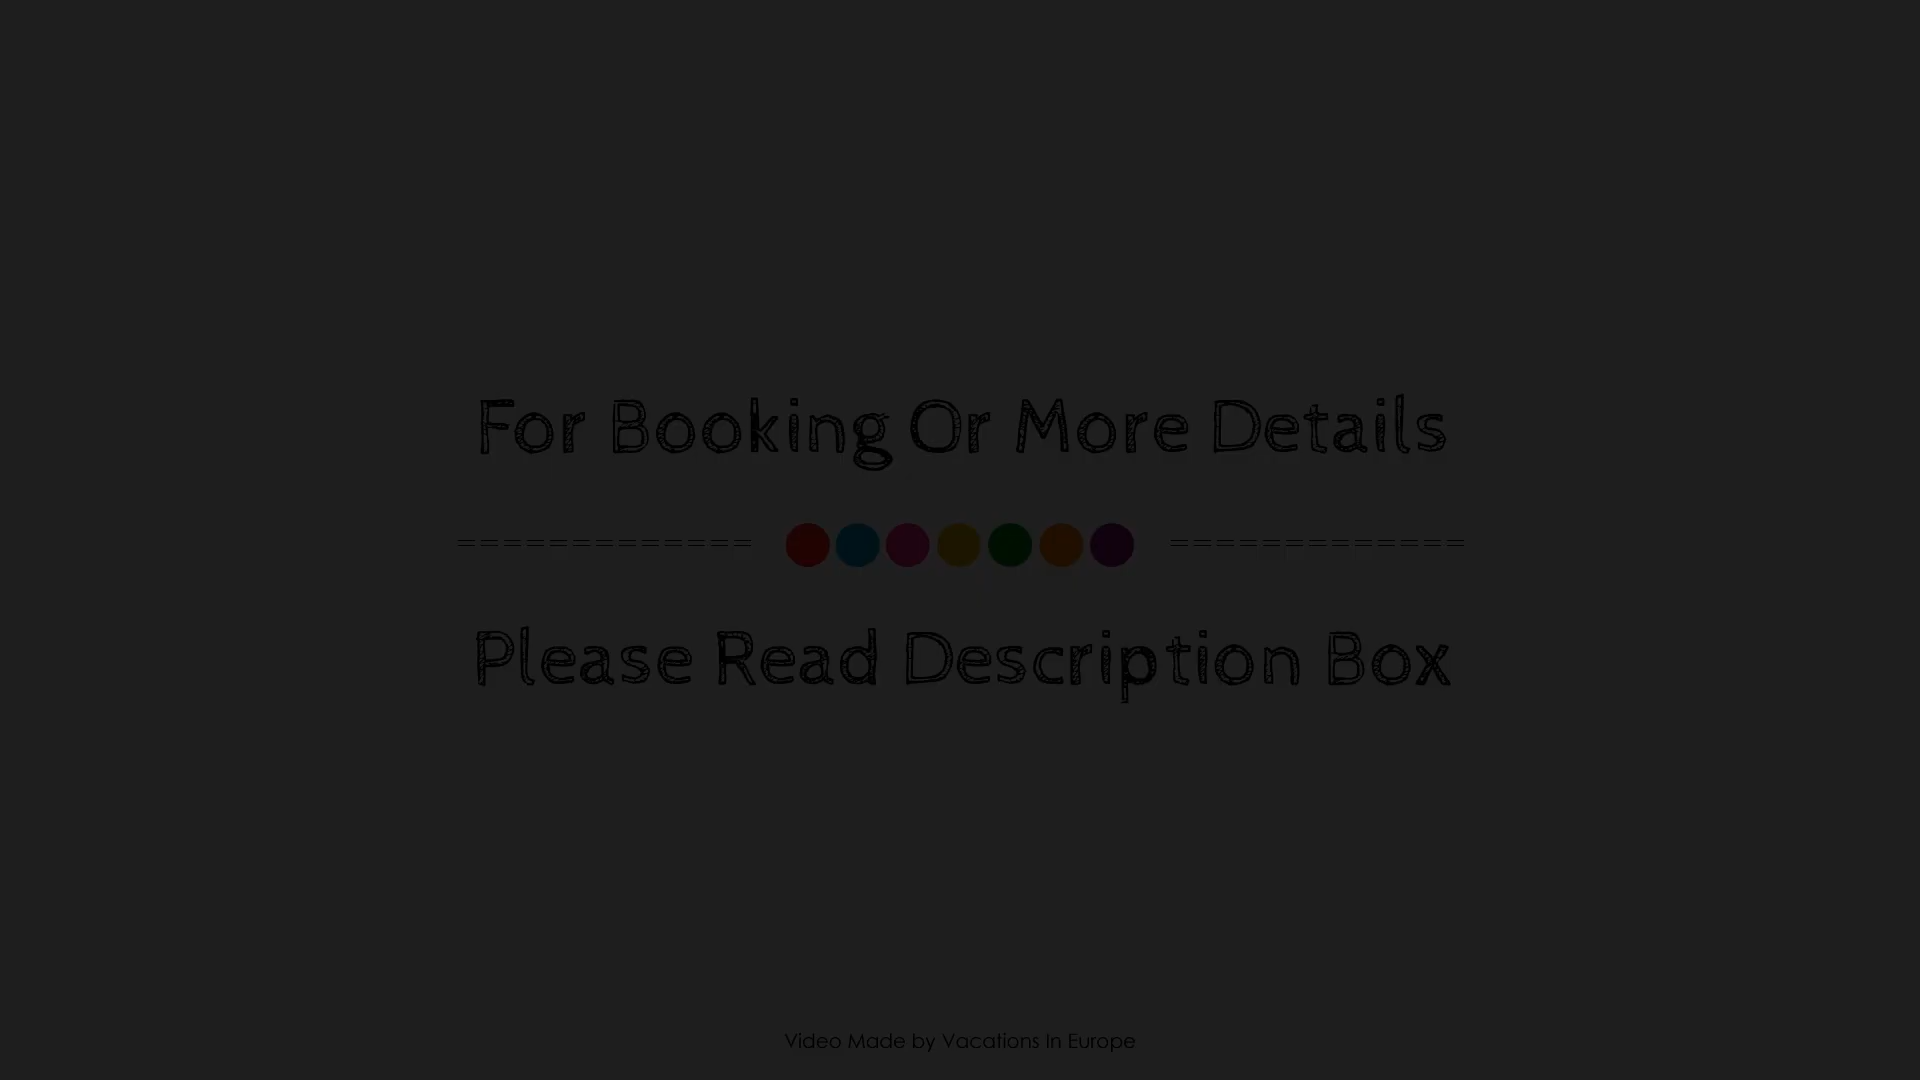 For Booking Or More Details
============= =============
Please Read Description Box
Video Made by Vacations In Europe